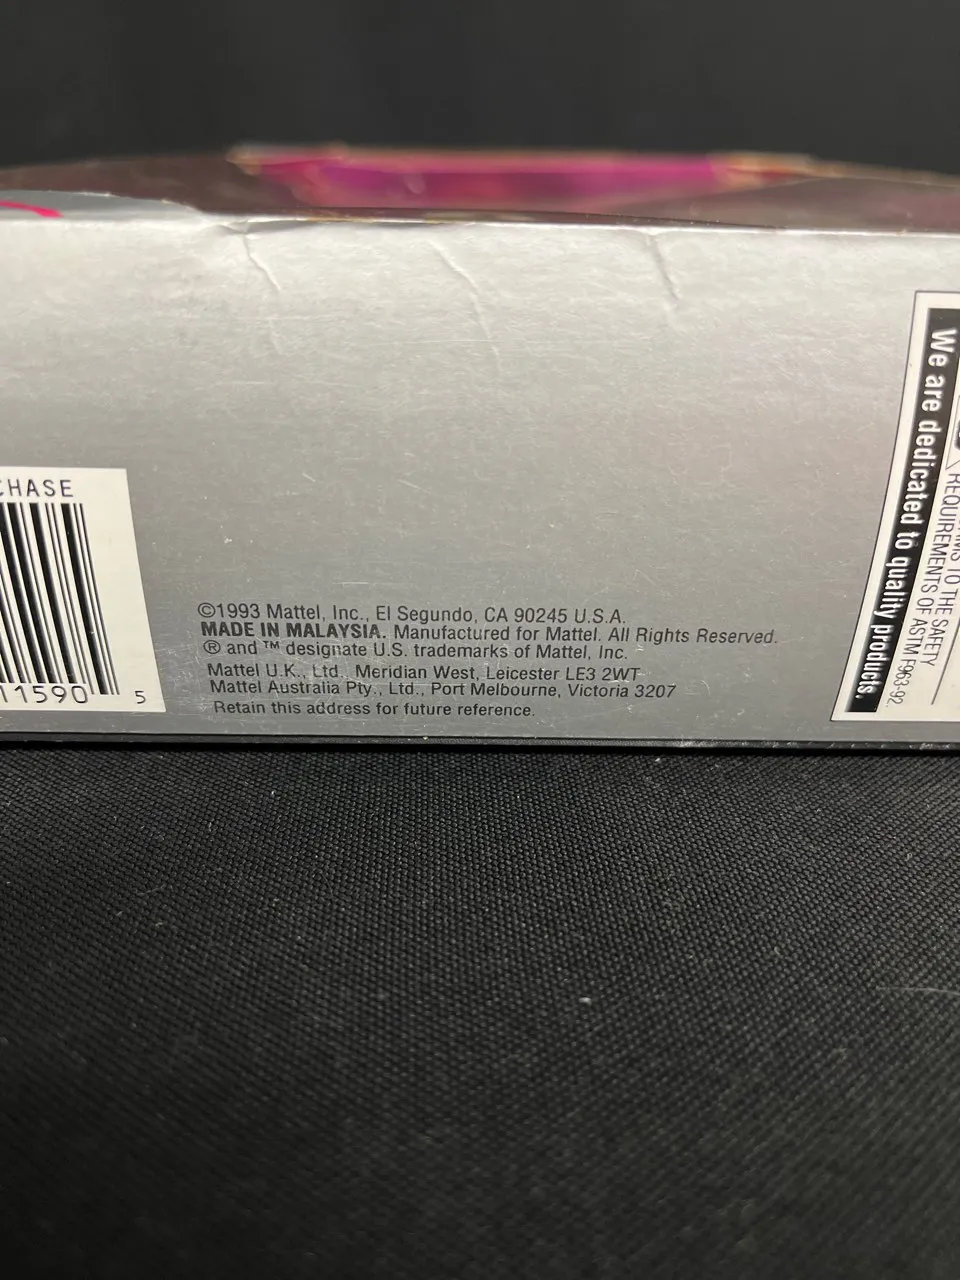 CHASE
11590 5
©1993 Mattel, Inc., El Segundo, CA 90245 U.S.A.
MADE IN MALAYSIA. Manufactured for Mattel. All Rights Reserved.
® and ™ designate U.S. trademarks of Mattel, Inc.
Mattel U.K., Ltd., Meridian West, Leicester LE3 2WT
Mattel Australia Pty., Ltd., Port Melbourne, Victoria 3207
Retain this address for future reference.
TO THE SAFETY
REQUIREMENTS OF ASTM F963-92.
We are dedicated to quality products.